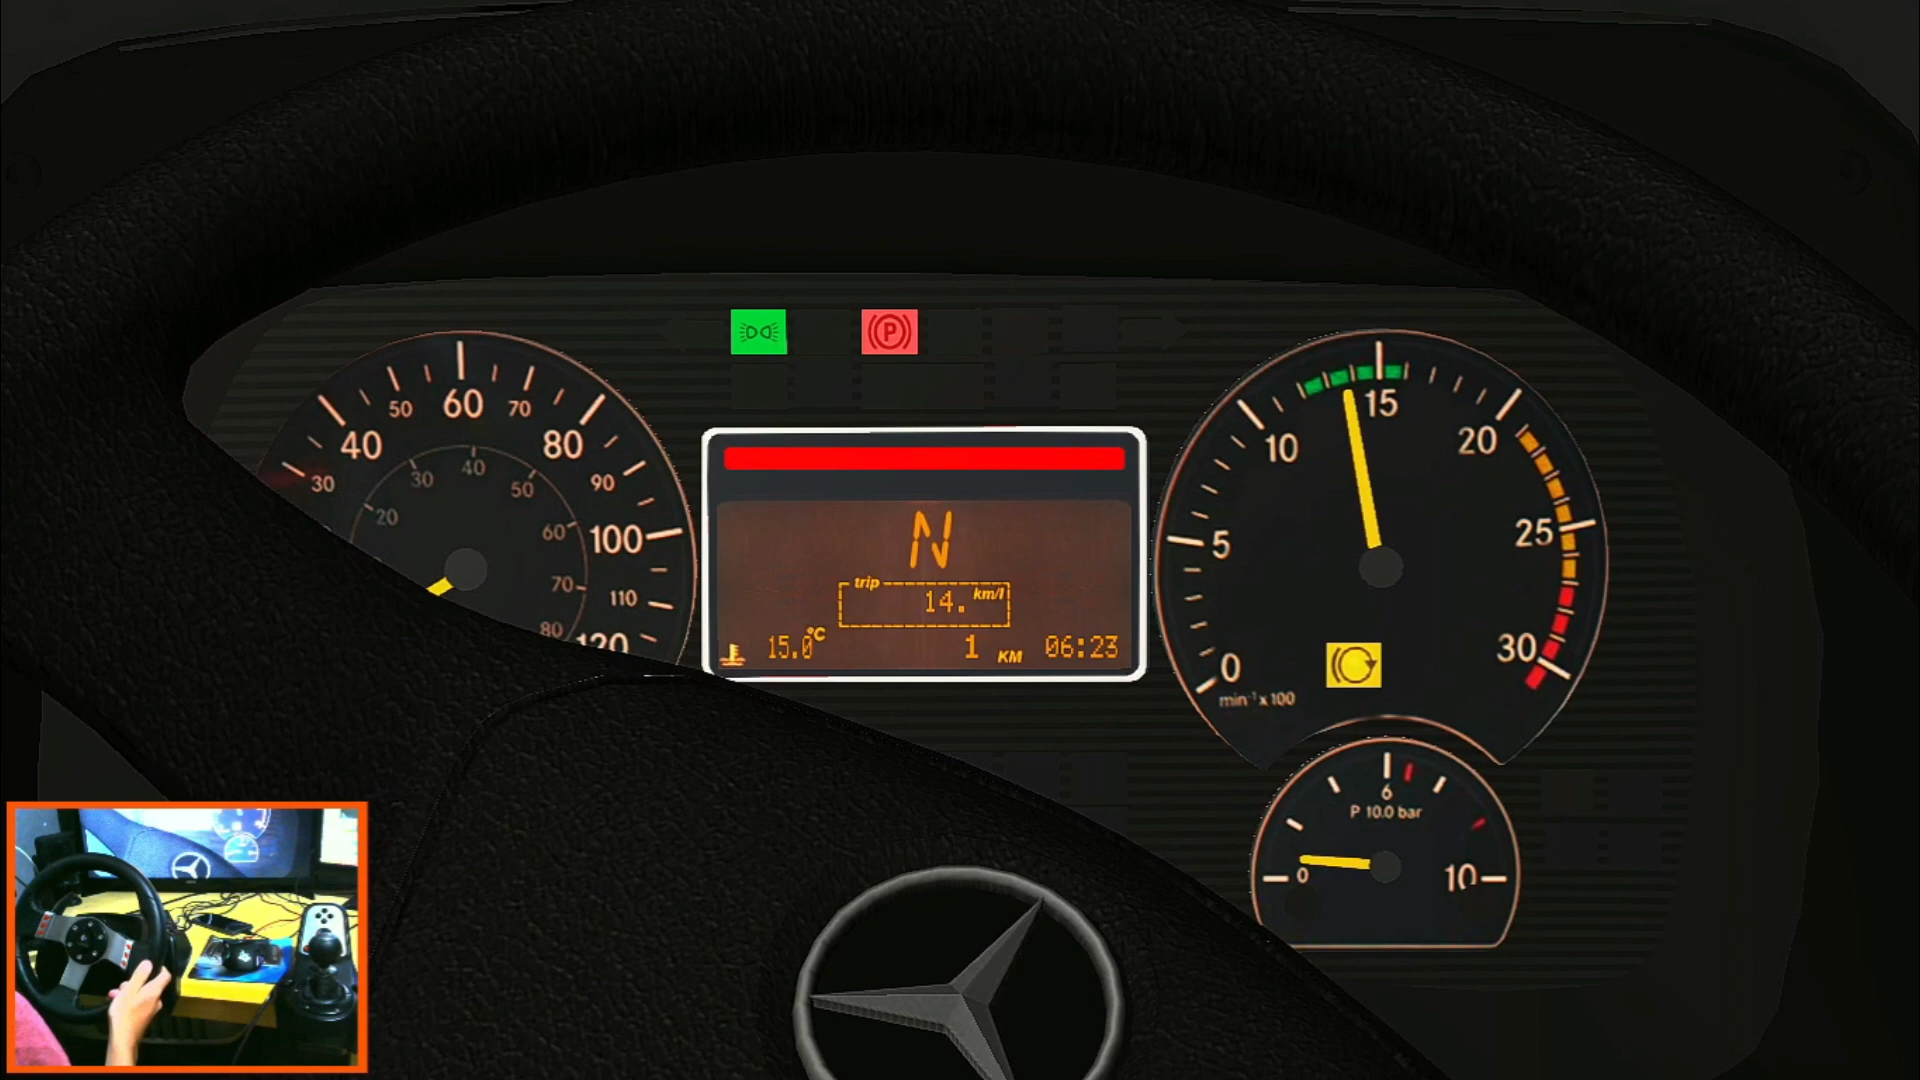 P
50 60 70
40 80
30 90
100
110
120
20 30 40 50 60 70 80
N
trip
14. km/l
15.0°C 1 KM 06:23
0 5 10 15 20 25 30
min⁻¹ x 100
6
P 10.0 bar
0 10